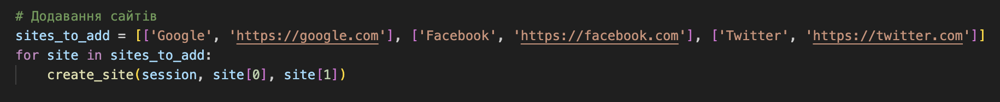 # Додавання сайтів
sites_to_add = [['Google', 'https://google.com'], ['Facebook', 'https://facebook.com'], ['Twitter', 'https://twitter.com']]
for site in sites_to_add:
    create_site(session, site[0], site[1])